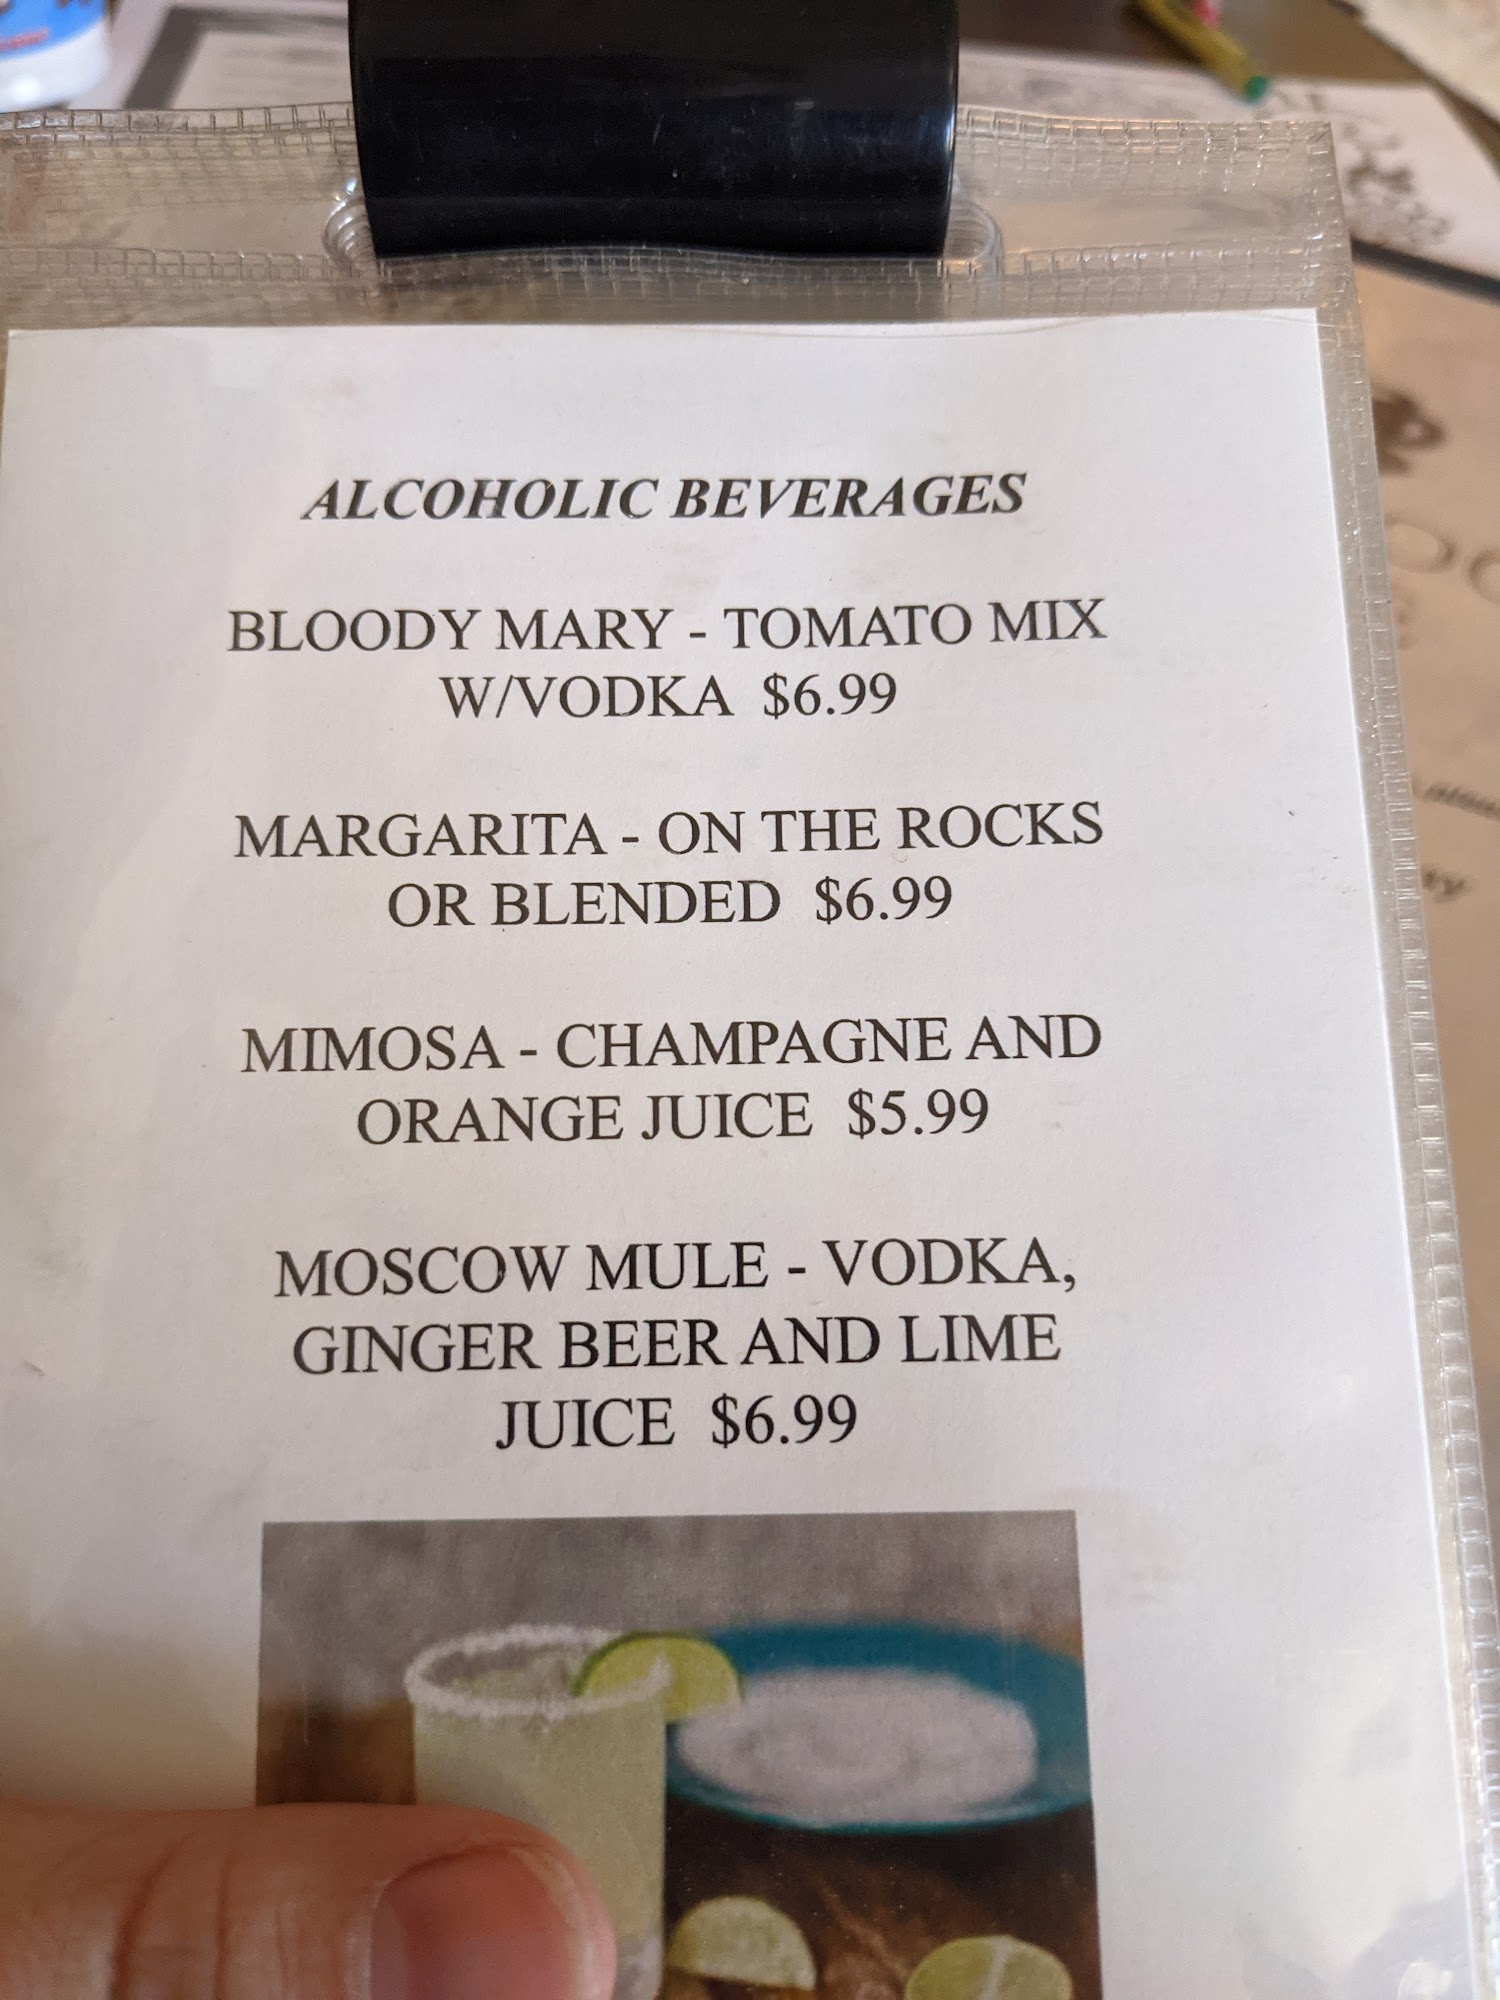 ALCOHOLIC BEVERAGES
BLOODY MARY - TOMATO MIX
W/VODKA $6.99
MARGARITA - ON THE ROCKS
OR BLENDED $6.99
MIMOSA - CHAMPAGNE AND
ORANGE JUICE $5.99
MOSCOW MULE - VODKA,
GINGER BEER AND LIME
JUICE $6.99